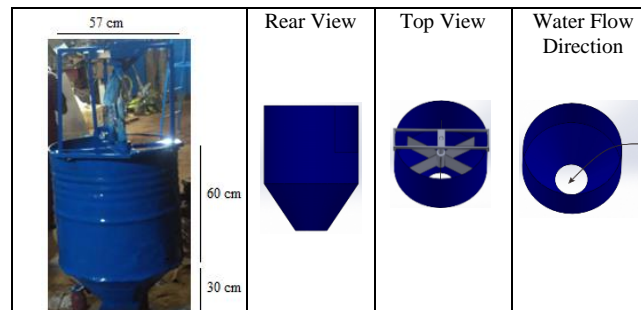 57 cm
60 cm
30 cm
Rear View
Top View
Water Flow
Direction